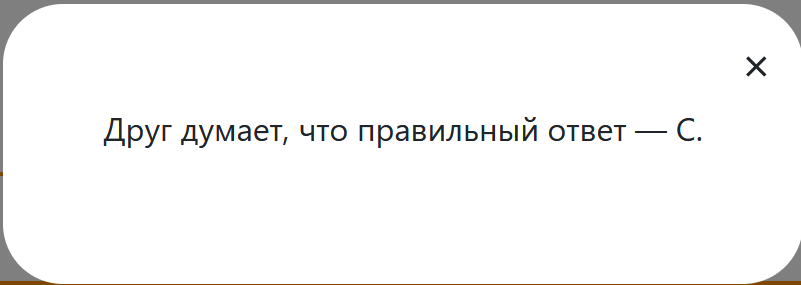 Друг думает, что правильный ответ — C.